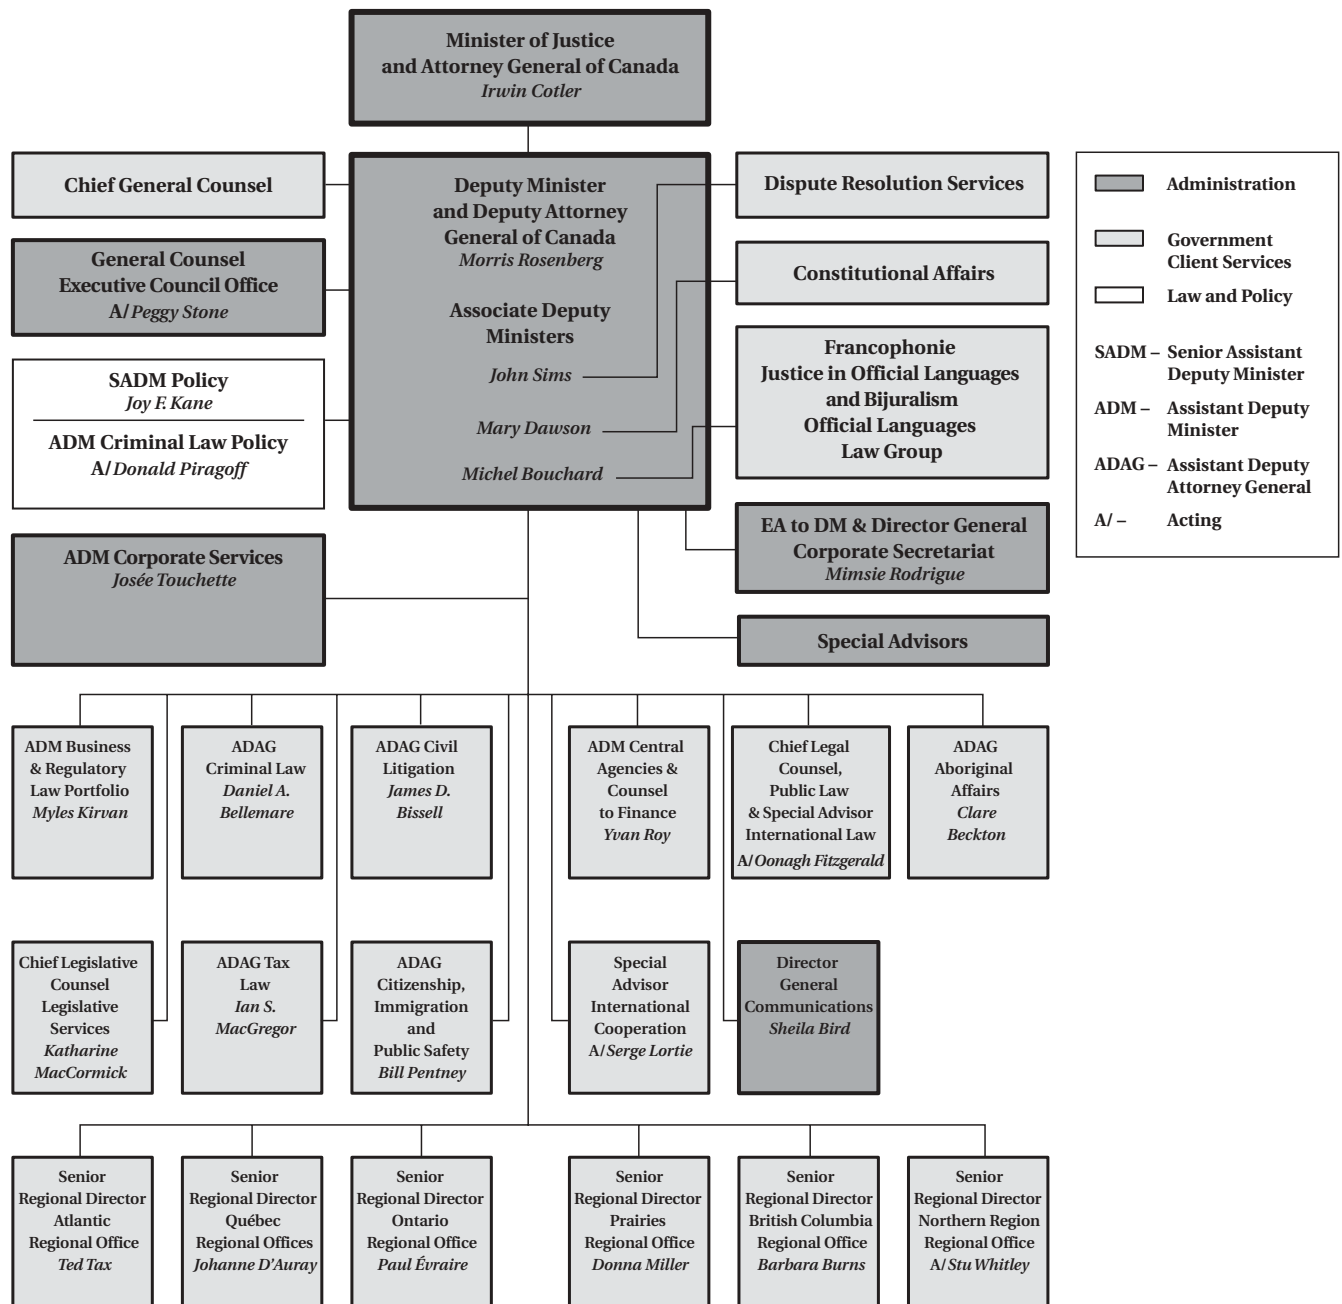 Minister of Justice
and Attorney General of Canada
Irwin Cotler
Chief General Counsel
General Counsel
Executive Council Office
A/Peggy Stone
SADM Policy
Joy F. Kane
ADM Criminal Law Policy
A/Donald Piragoff
ADM Corporate Services
Josée Touchette
Deputy Minister
and Deputy Attorney
General of Canada
Morris Rosenberg
Associate Deputy
Ministers
John Sims
Mary Dawson
Michel Bouchard
Dispute Resolution Services
Constitutional Affairs
Francophonie
Justice in Official Languages
and Bijuralism
Official Languages
Law Group
EA to DM & Director General
Corporate Secretariat
Mimsie Rodrigue
Special Advisors
Administration
Government
Client Services
Law and Policy
SADM – Senior Assistant
Deputy Minister
ADM – Assistant Deputy
Minister
ADAG – Assistant Deputy
Attorney General
A/ – Acting
ADM Business
& Regulatory
Law Portfolio
Myles Kirvan
ADAG
Criminal Law
Daniel A.
Bellemare
ADAG Civil
Litigation
James D.
Bissell
ADM Central
Agencies &
Counsel
to Finance
Yvan Roy
Chief Legal
Counsel,
Public Law
& Special Advisor
International Law
A/Oonagh Fitzgerald
ADAG
Aboriginal
Affairs
Clare
Beckton
Chief Legislative
Counsel
Legislative
Services
Katharine
MacCormick
ADAG Tax
Law
Ian S.
MacGregor
ADAG
Citizenship,
Immigration
and
Public Safety
Bill Pentney
Special
Advisor
International
Cooperation
A/Serge Lortie
Director
General
Communications
Sheila Bird
Senior
Regional Director
Atlantic
Regional Office
Ted Tax
Senior
Regional Director
Québec
Regional Offices
Johanne D'Auray
Senior
Regional Director
Ontario
Regional Office
Paul Évraire
Senior
Regional Director
Prairies
Regional Office
Donna Miller
Senior
Regional Director
British Columbia
Regional Office
Barbara Burns
Senior
Regional Director
Northern Region
Regional Office
A/Stu Whitley